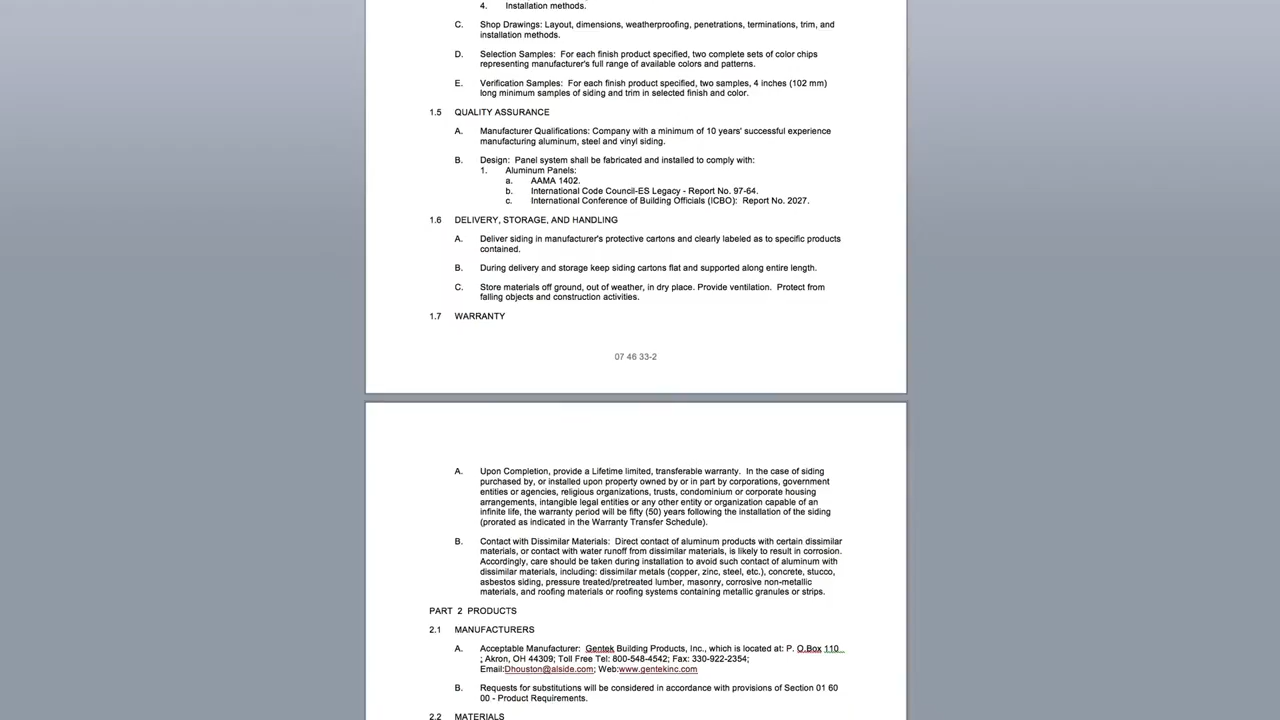 4. Installation methods.
C. Shop Drawings: Layout, dimensions, weatherproofing, penetrations, terminations, trim, and
installation methods.
D. Selection Samples: For each finish product specified, two complete sets of color chips
representing manufacturer's full range of available colors and patterns.
E. Verification Samples: For each finish product specified, two samples, 4 inches (102 mm)
long minimum samples of siding and trim in selected finish and color.
1.5 QUALITY ASSURANCE
A. Manufacturer Qualifications: Company with a minimum of 10 years' successful experience
manufacturing aluminum, steel and vinyl siding.
B. Design: Panel system shall be fabricated and installed to comply with:
1. Aluminum Panels:
a. AAMA 1402.
b. International Code Council-ES Legacy - Report No. 97-64.
c. International Conference of Building Officials (ICBO): Report No. 2027.
1.6 DELIVERY, STORAGE, AND HANDLING
A. Deliver siding in manufacturer's protective cartons and clearly labeled as to specific products
contained.
B. During delivery and storage keep siding cartons flat and supported along entire length.
C. Store materials off ground, out of weather, in dry place. Provide ventilation. Protect from
falling objects and construction activities.
1.7 WARRANTY
07 46 33-2
A. Upon Completion, provide a Lifetime limited, transferable warranty. In the case of siding
purchased by, or installed upon property owned by or in part by corporations, government
entities or agencies, religious organizations, trusts, condominium or corporate housing
arrangements, intangible legal entities or any other entity or organization capable of an
infinite life, the warranty period will be fifty (50) years following the installation of the siding
(prorated as indicated in the Warranty Transfer Schedule).
B. Contact with Dissimilar Materials: Direct contact of aluminum products with certain dissimilar
materials, or contact with water runoff from dissimilar materials, is likely to result in corrosion.
Accordingly, care should be taken during installation to avoid such contact of aluminum with
dissimilar materials, including: dissimilar metals (copper, zinc, steel, etc.), concrete, stucco,
asbestos siding, pressure treated/pretreated lumber, masonry, corrosive non-metallic
materials, and roofing materials or roofing systems containing metallic granules or strips.
PART 2 PRODUCTS
2.1 MANUFACTURERS
A. Acceptable Manufacturer: Gentek Building Products, Inc., which is located at: P. O.Box 110
; Akron, OH 44309; Toll Free Tel: 800-548-4542; Fax: 330-922-2354;
Email:Dhouston@alside.com; Web:www.gentekinc.com
B. Requests for substitutions will be considered in accordance with provisions of Section 01 60
00 - Product Requirements.
2.2 MATERIALS